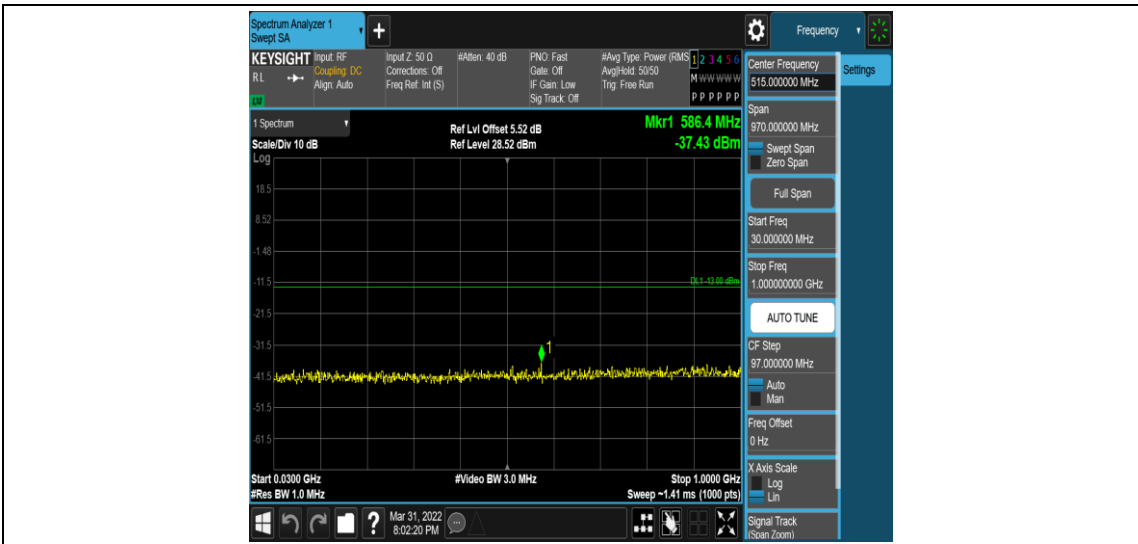 Spectrum Analyzer 1
Swept SA
+
Frequency
KEYSIGHT
RL
Input: RF
Coupling: DC
Align: Auto
Input Z: 50 Ω
Corrections: Off
Freq Ref: Int (S)
#Atten: 40 dB
PNO: Fast
Gate: Off
IF Gain: Low
Sig Track: Off
#Avg Type: Power (RMS
Avg|Hold: 50/50
Trig: Free Run
1 2 3 4 5 6
M W W W W W
P P P P P P
1 Spectrum
Scale/Div 10 dB
Log
Ref Lvl Offset 5.52 dB
Ref Level 28.52 dBm
Mkr1 586.4 MHz
-37.43 dBm
18.5
8.52
-1.48
-11.5
-21.5
-31.5
-41.5
-51.5
-61.5
DL1 -13.00 dBm
1
Start 0.0300 GHz
#Res BW 1.0 MHz
#Video BW 3.0 MHz
Stop 1.0000 GHz
Sweep ~1.41 ms (1000 pts)
Center Frequency
515.000000 MHz
Settings
Span
970.000000 MHz
Swept Span
Zero Span
Full Span
Start Freq
30.000000 MHz
Stop Freq
1.000000000 GHz
AUTO TUNE
CF Step
97.000000 MHz
Auto
Man
Freq Offset
0 Hz
X Axis Scale
Log
Lin
Signal Track
(Span Zoom)
?
Mar 31, 2022
8:02:20 PM